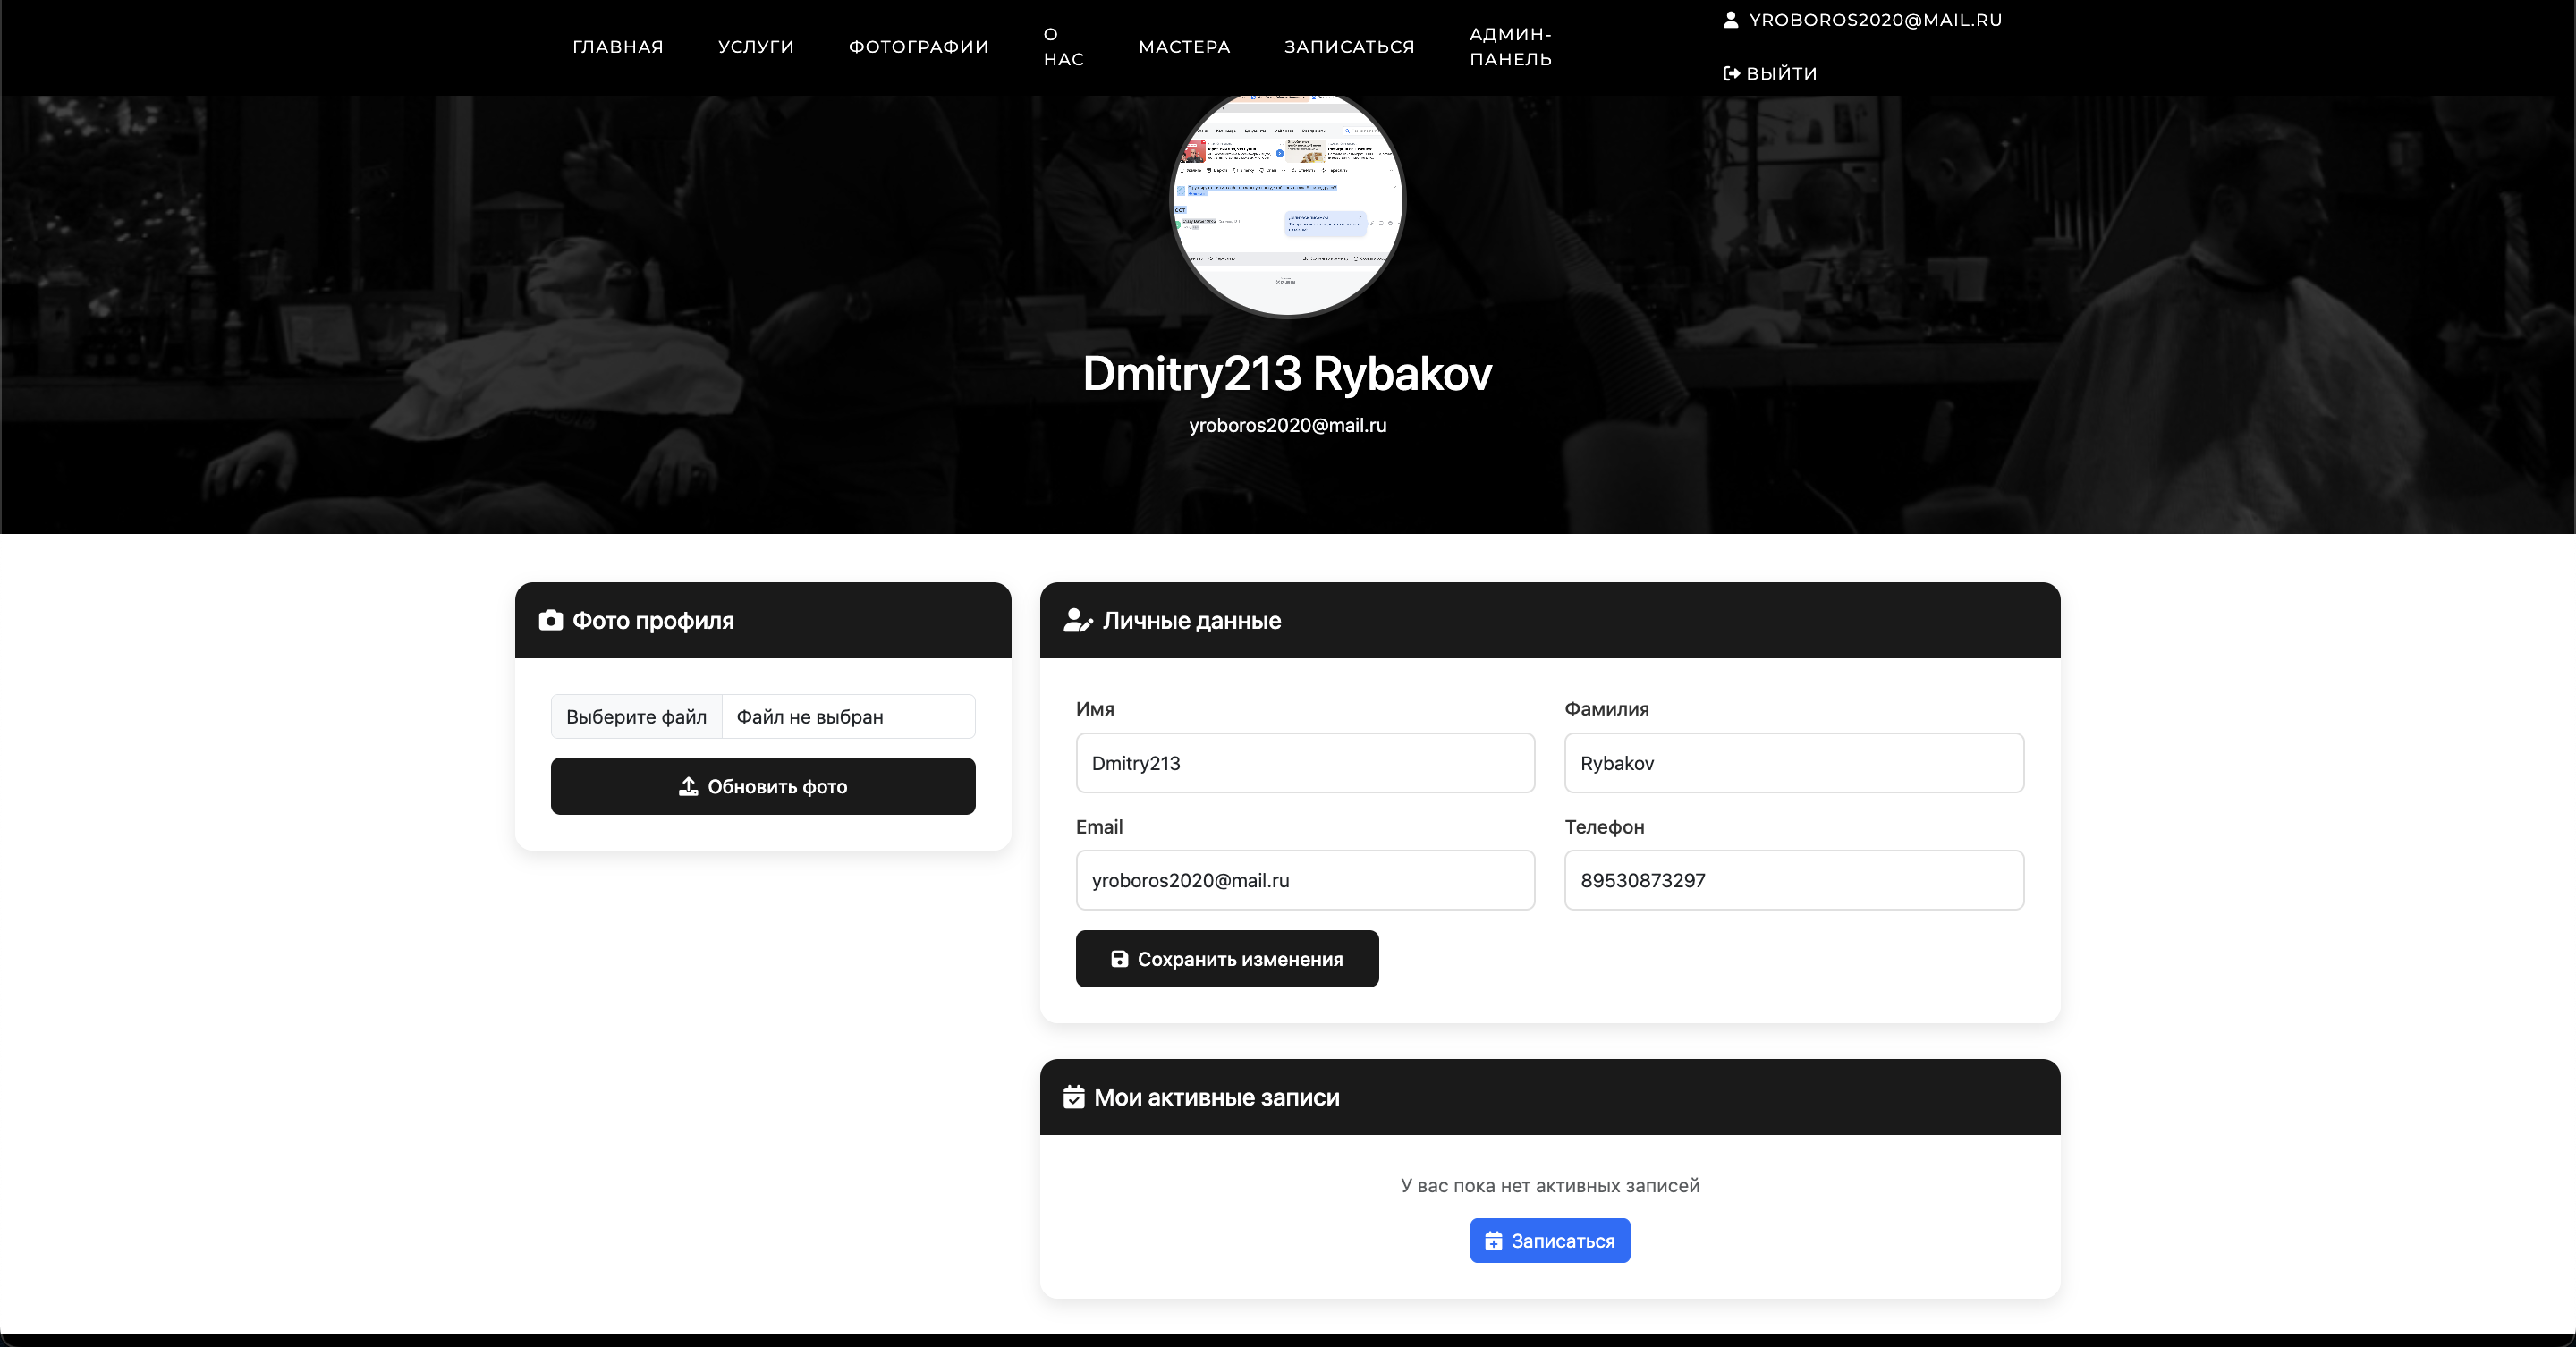 ГЛАВНАЯ
УСЛУГИ
ФОТОГРАФИИ
О
НАС
МАСТЕРА
ЗАПИСАТЬСЯ
АДМИН-
ПАНЕЛЬ
YROBOROS2020@MAIL.RU
ВЫЙТИ
Dmitry213 Rybakov
yroboros2020@mail.ru
Фото профиля
Выберите файл Файл не выбран
Обновить фото
Личные данные
Имя
Фамилия
Dmitry213
Rybakov
Email
Телефон
yroboros2020@mail.ru
89530873297
Сохранить изменения
Мои активные записи
У вас пока нет активных записей
Записаться